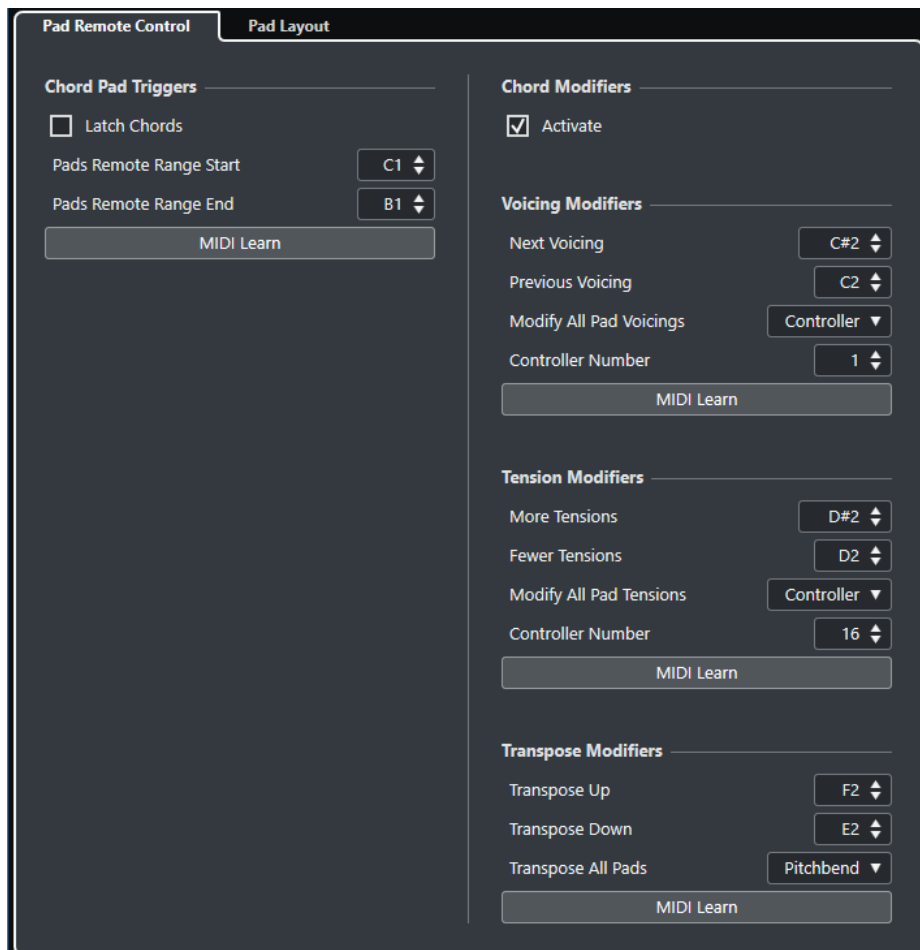 Pad Remote Control
Pad Layout
Chord Pad Triggers
Latch Chords
Pads Remote Range Start C1
Pads Remote Range End B1
MIDI Learn
Chord Modifiers
Activate
Voicing Modifiers
Next Voicing C#2
Previous Voicing C2
Modify All Pad Voicings Controller
Controller Number 1
MIDI Learn
Tension Modifiers
More Tensions D#2
Fewer Tensions D2
Modify All Pad Tensions Controller
Controller Number 16
MIDI Learn
Transpose Modifiers
Transpose Up F2
Transpose Down E2
Transpose All Pads Pitchbend
MIDI Learn